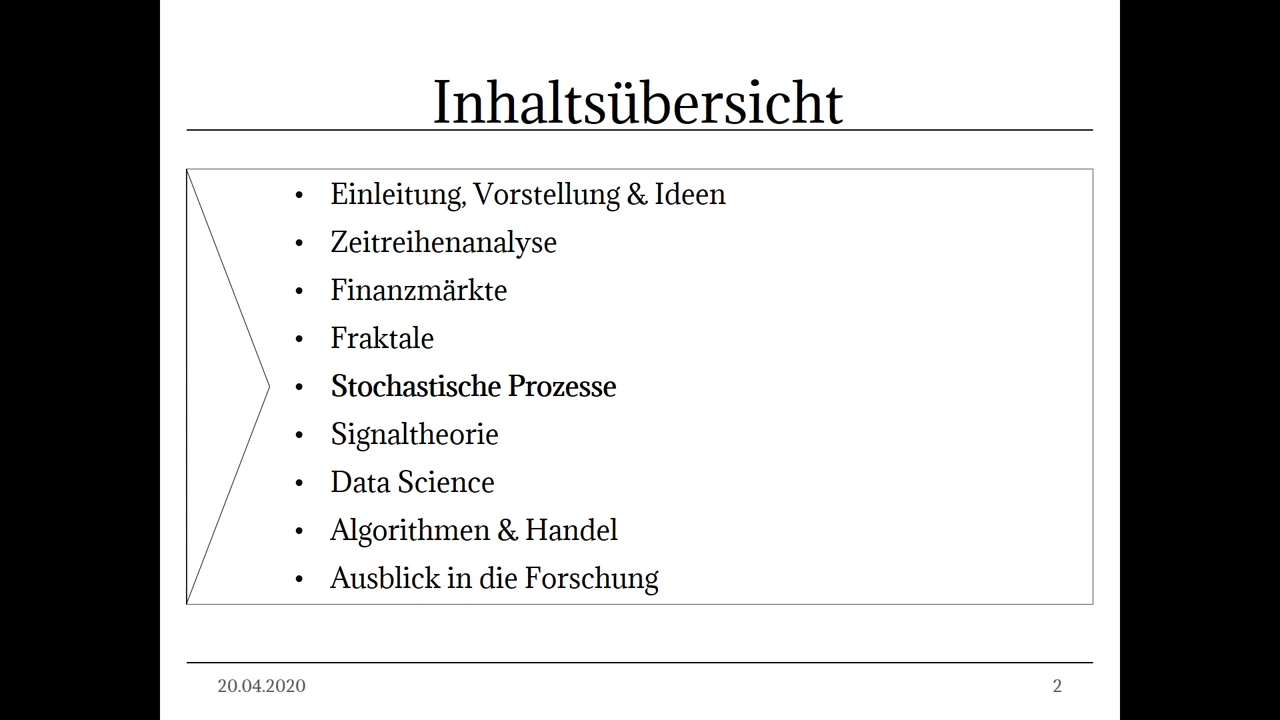 Inhaltsübersicht
• Einleitung, Vorstellung & Ideen
• Zeitreihenanalyse
• Finanzmärkte
• Fraktale
• Stochastische Prozesse
• Signaltheorie
• Data Science
• Algorithmen & Handel
• Ausblick in die Forschung
20.04.2020
2